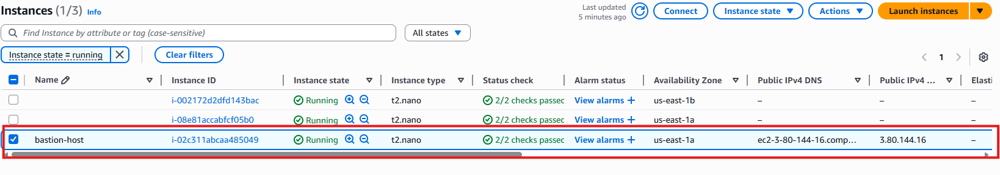 Instances (1/3) Info
Last updated
5 minutes ago
Connect Instance state Actions Launch instances
Find Instance by attribute or tag (case-sensitive) All states
Instance state = running Clear filters
1
Name Instance ID Instance state Instance type Status check Alarm status Availability Zone Public IPv4 DNS Public IPv4 ... Elasti
i-002172d2dfd143bac Running t2.nano 2/2 checks passec View alarms + us-east-1b – – –
i-08e81accabfcf05b0 Running t2.nano 2/2 checks passec View alarms + us-east-1a – – –
bastion-host i-02c311abcaa485049 Running t2.nano 2/2 checks passec View alarms + us-east-1a ec2-3-80-144-16.comp... 3.80.144.16 –